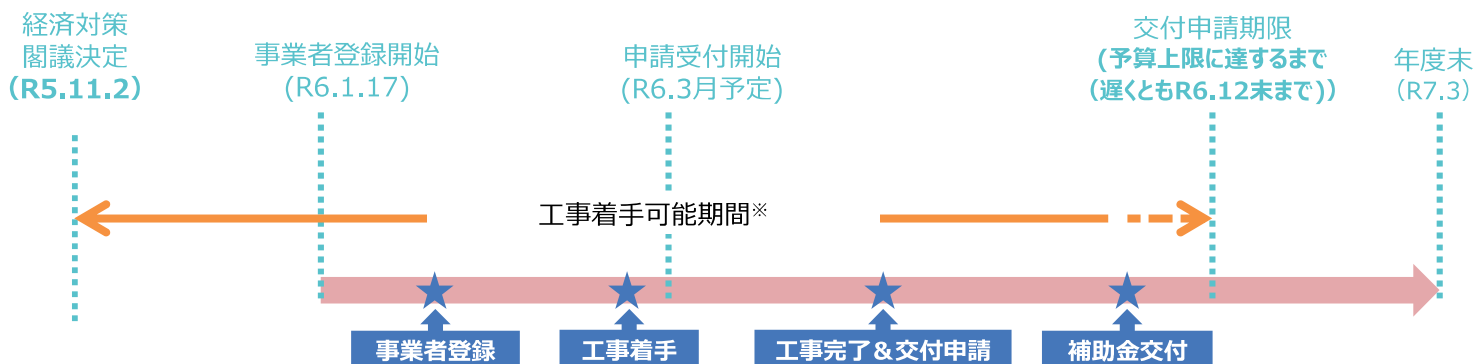 経済対策
閣議決定
（R5.11.2）
事業者登録開始
(R6.1.17)
申請受付開始
(R6.3月予定)
交付申請期限
(予算上限に達するまで
（遅くともR6.12末まで))
年度末
（R7.3）
工事着手可能期間※
事業者登録
工事着手
工事完了＆交付申請
補助金交付